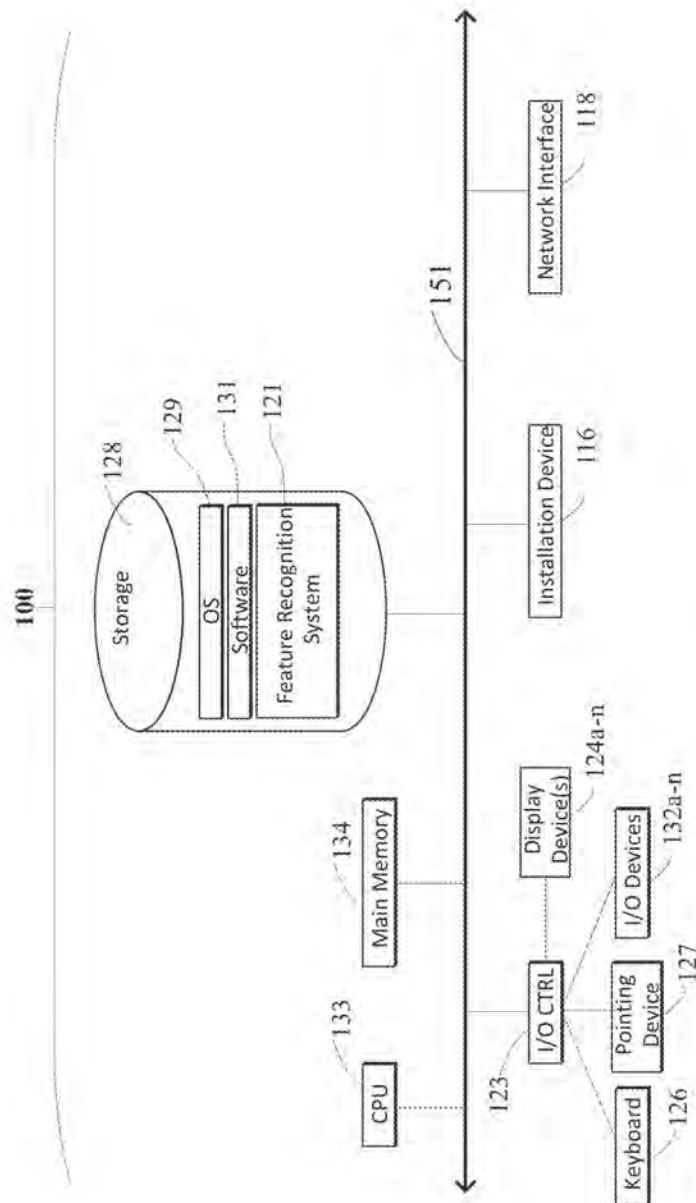 100
Storage
128
OS
129
Software
131
Feature Recognition
System
121
CPU
133
Main Memory
134
151
I/O CTRL
123
Display
Device(s)
124a-n
Keyboard
126
Pointing
Device
127
I/O Devices
132a-n
Installation Device
116
Network Interface
118